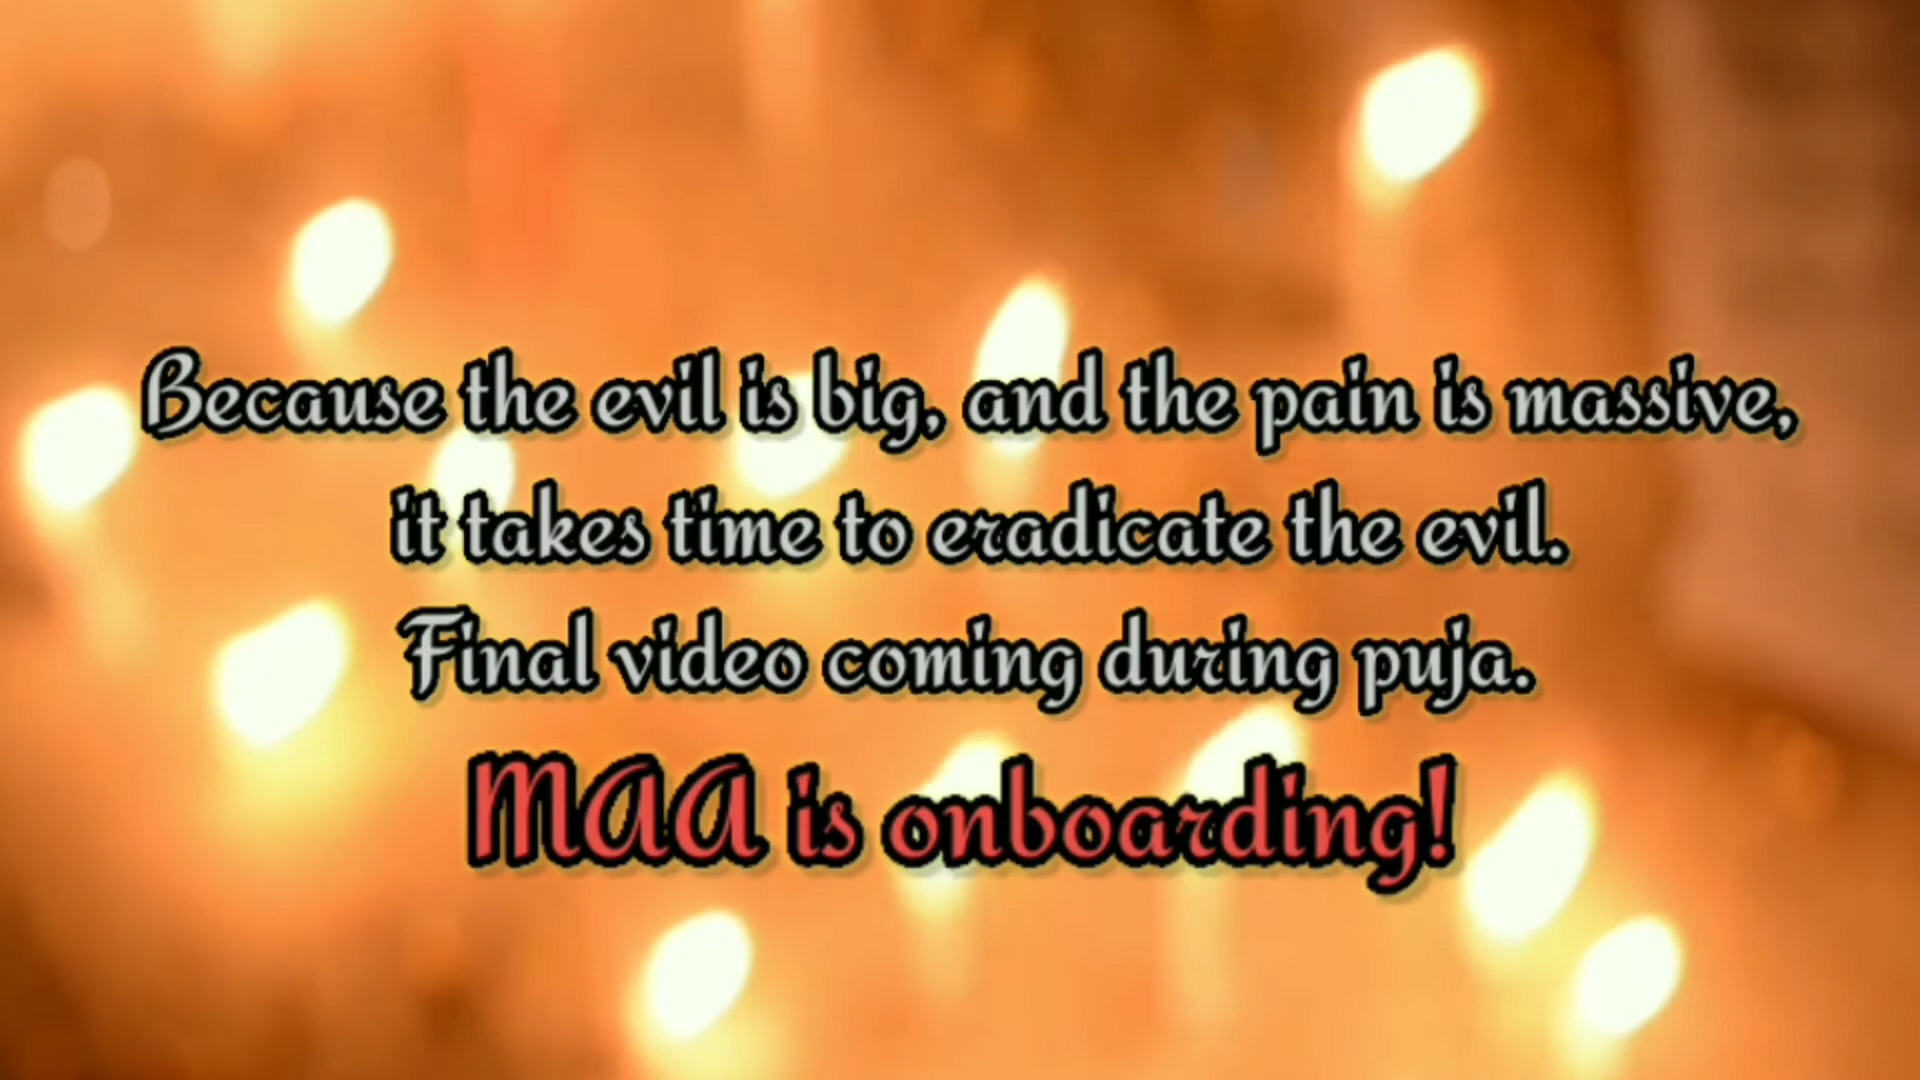 Because the evil is big, and the pain is massive,
it takes time to eradicate the evil.
Final video coming during puja.
MAA is onboarding!